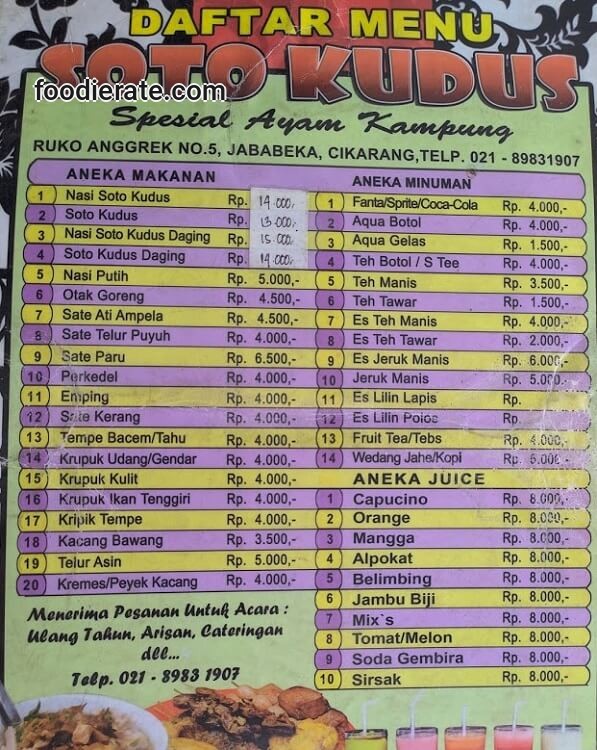 DAFTAR MENU
SOTO KUDUS
foodierate.com
Spesial Ayam Kampung
RUKO ANGGREK NO.5, JABABEKA, CIKARANG,TELP. 021 - 89831907
ANEKA MAKANAN
1 Nasi Soto Kudus Rp. 14.000,-
2 Soto Kudus Rp. 13.000,-
3 Nasi Soto Kudus Daging Rp. 15.000,-
4 Soto Kudus Daging Rp. 14.000,-
5 Nasi Putih Rp. 5.000,-
6 Otak Goreng Rp. 4.500,-
7 Sate Ati Ampela Rp. 4.500,-
8 Sate Telur Puyuh Rp. 4.000,-
9 Sate Paru Rp. 6.500,-
10 Perkedel Rp. 4.000,-
11 Emping Rp. 4.000,-
12 Sate Kerang Rp. 4.000,-
13 Tempe Bacem/Tahu Rp. 4.000,-
14 Krupuk Udang/Gendar Rp. 4.000,-
15 Krupuk Kulit Rp. 4.000,-
16 Krupuk Ikan Tenggiri Rp. 4.000,-
17 Kripik Tempe Rp. 4.000,-
18 Kacang Bawang Rp. 3.500,-
19 Telur Asin Rp. 5.000,-
20 Kremes/Peyek Kacang Rp. 4.000,-
Menerima Pesanan Untuk Acara :
Ulang Tahun, Arisan, Cateringan
dll...
Telp. 021 - 8983 1907
ANEKA MINUMAN
1 Fanta/Sprite/Coca-Cola Rp. 4.000,-
2 Aqua Botol Rp. 4.000,-
3 Aqua Gelas Rp. 1.500,-
4 Teh Botol / S Tee Rp. 4.000,-
5 Teh Manis Rp. 3.500,-
6 Teh Tawar Rp. 1.500,-
7 Es Teh Manis Rp. 4.000,-
8 Es Teh Tawar Rp. 2.000,-
9 Es Jeruk Manis Rp. 6.000,-
10 Jeruk Manis Rp. 5.000,-
11 Es Lilin Lapis Rp.
12 Es Lilin Polos Rp.
13 Fruit Tea/Tebs Rp. 4.000,-
14 Wedang Jahe/Kopi Rp. 5.000,-
ANEKA JUICE
1 Capucino Rp. 8.000,-
2 Orange Rp. 8.000,-
3 Mangga Rp. 8.000,-
4 Alpokat Rp. 8.000,-
5 Belimbing Rp. 8.000,-
6 Jambu Biji Rp. 8.000,-
7 Mix`s Rp. 8.000,-
8 Tomat/Melon Rp. 8.000,-
9 Soda Gembira Rp. 8.000,-
10 Sirsak Rp. 8.000,-